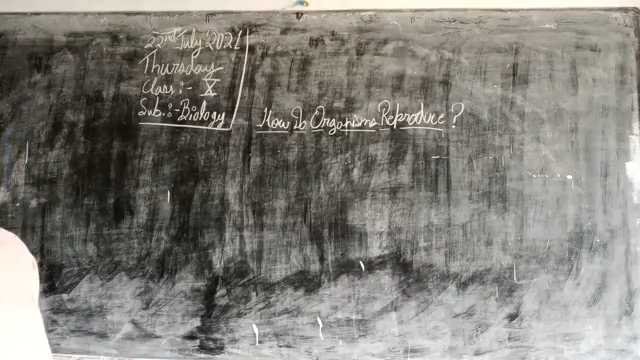 22nd July 2021
Thursday
Class :- X
Sub. :- Biology
How Do Organisms Reproduce ?